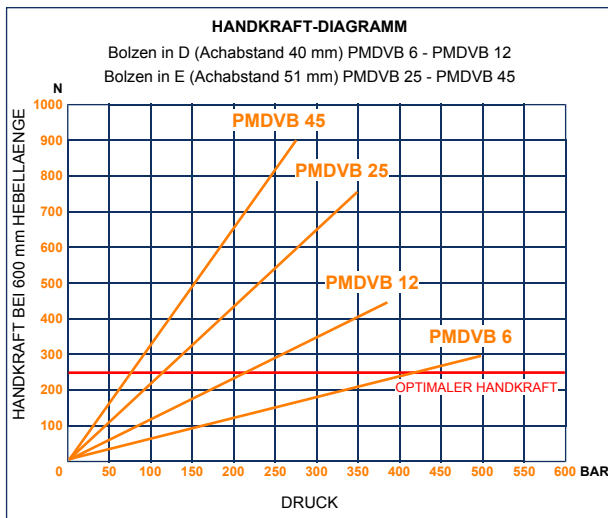 HANDKRAFT-DIAGRAMM
Bolzen in D (Achabstand 40 mm) PMDVB 6 - PMDVB 12
Bolzen in E (Achabstand 51 mm) PMDVB 25 - PMDVB 45
N
HANDKRAFT BEI 600 mm HEBELLAENGE
1000
900
800
700
600
500
400
300
200
100
PMDVB 45
PMDVB 25
PMDVB 12
PMDVB 6
OPTIMALER HANDKRAFT
0 50 100 150 200 250 300 350 400 450 500 550 600 BAR
DRUCK